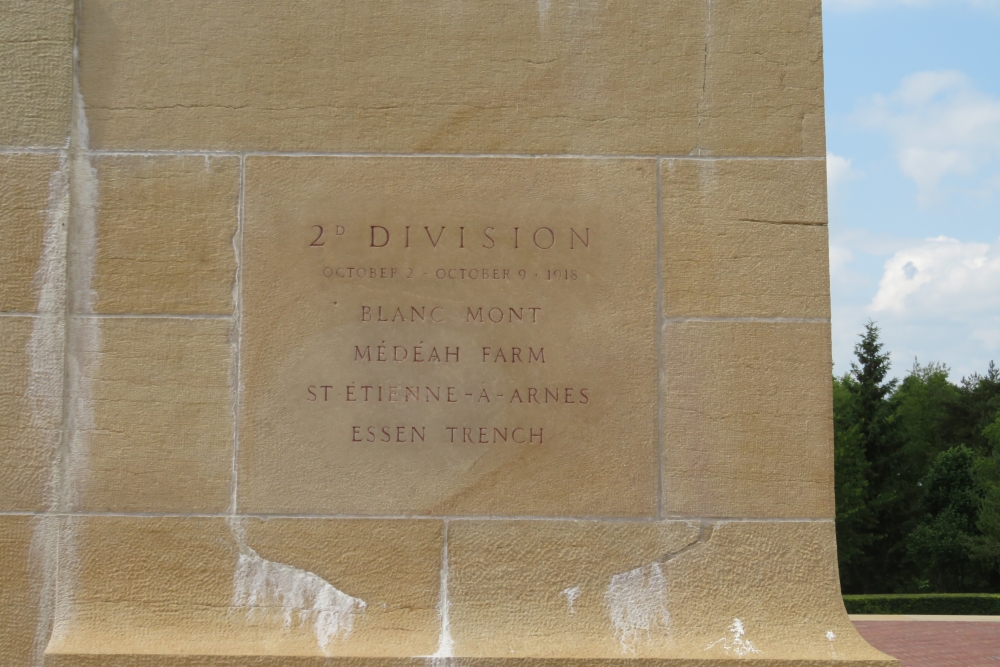 2D DIVISION
OCTOBER 2 - OCTOBER 9 - 1918
BLANC MONT
MÉDÉAH FARM
ST ÉTIENNE-À-ARNES
ESSEN TRENCH